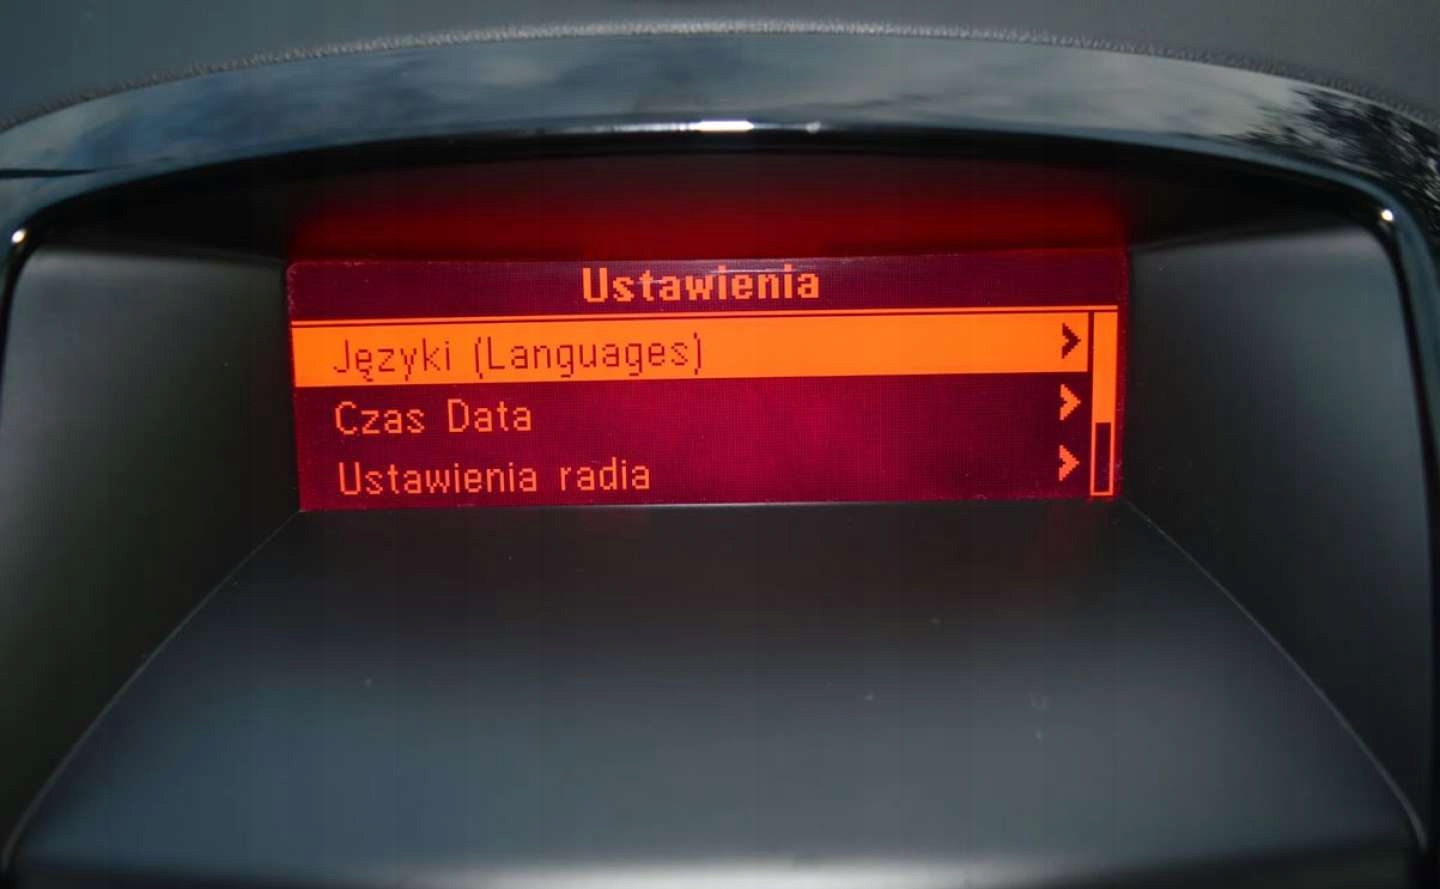 Ustawienia
Języki (Languages)
Czas Data
Ustawienia radia